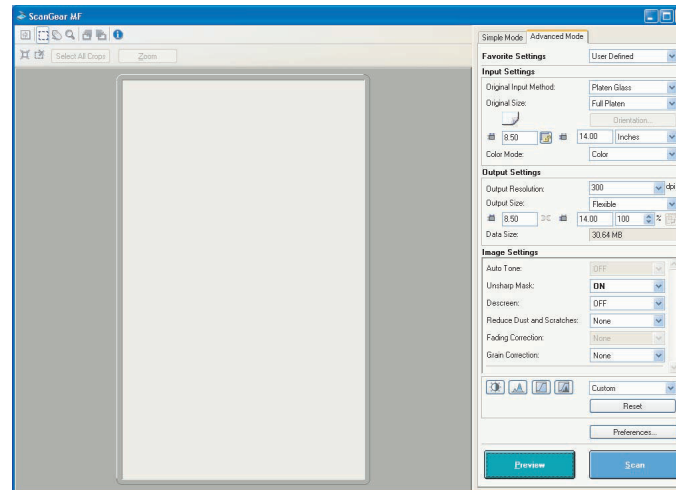 ScanGear MF
Select All Crops Zoom
Simple Mode Advanced Mode
Favorite Settings User Defined
Input Settings
Original Input Method: Platen Glass
Original Size: Full Platen
Orientation...
8.50 14.00 Inches
Color Mode: Color
Output Settings
Output Resolution: 300 dpi
Output Size: Flexible
8.50 14.00 100 %
Data Size: 30.64 MB
Image Settings
Auto Tone: OFF
Unsharp Mask: ON
Descreen: OFF
Reduce Dust and Scratches: None
Fading Correction: None
Grain Correction: None
Custom
Reset
Preferences...
Preview Scan